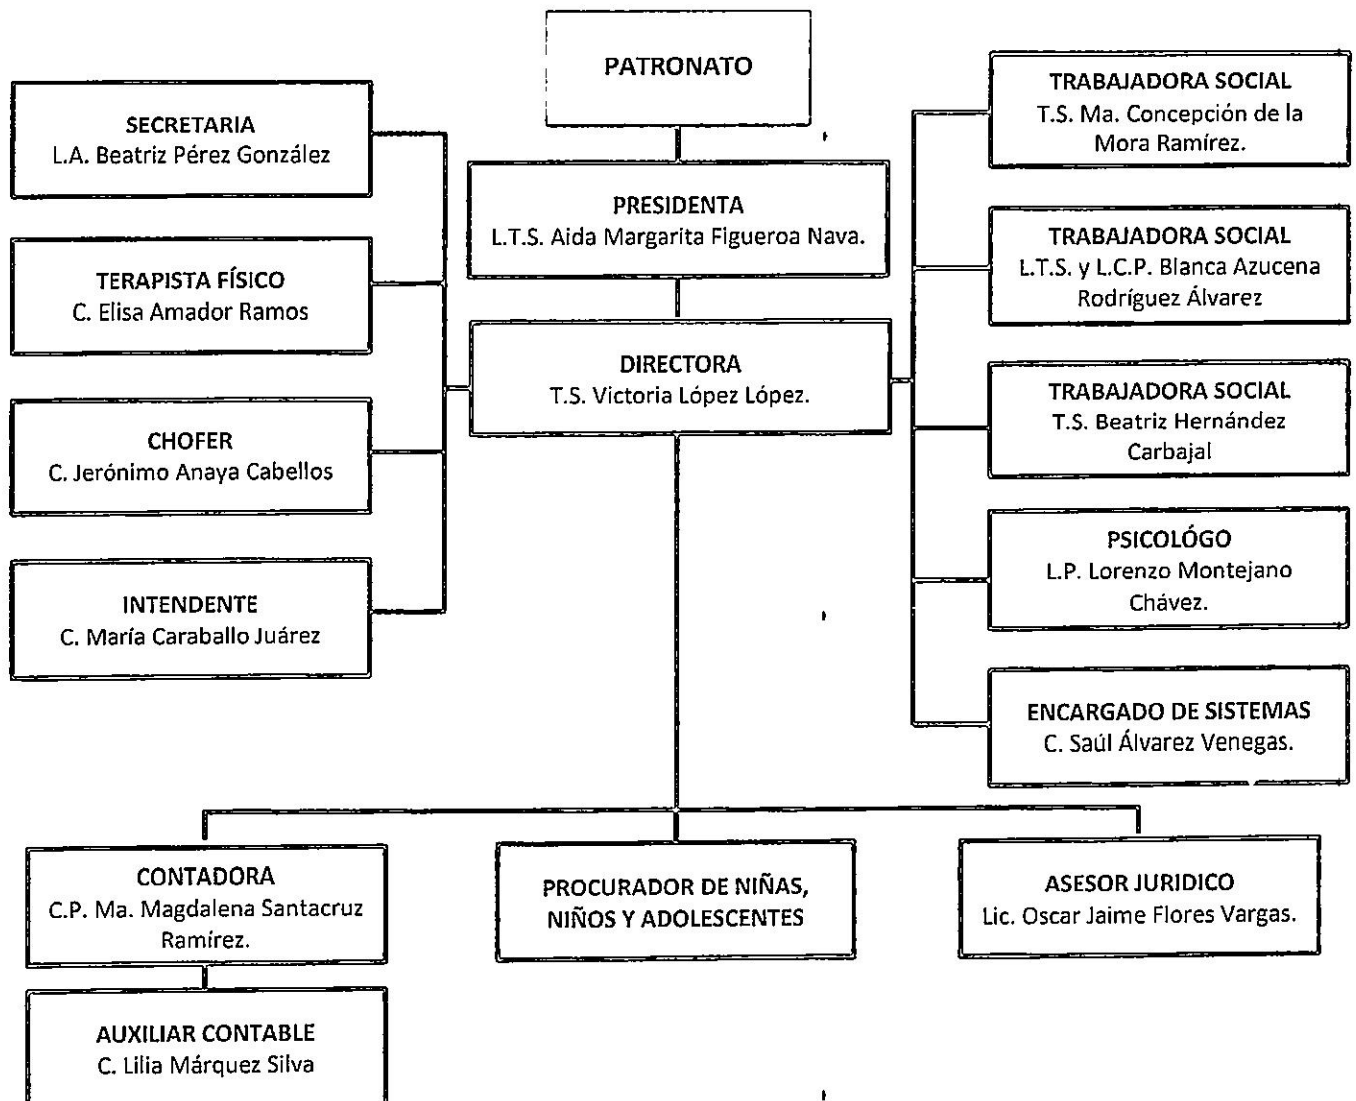 PATRONATO
SECRETARIA
L.A. Beatriz Pérez González
TERAPISTA FÍSICO
C. Elisa Amador Ramos
CHOFER
C. Jerónimo Anaya Cabellos
INTENDENTE
C. María Caraballo Juárez
PRESIDENTA
L.T.S. Aida Margarita Figueroa Nava.
DIRECTORA
T.S. Victoria López López.
TRABAJADORA SOCIAL
T.S. Ma. Concepción de la
Mora Ramírez.
TRABAJADORA SOCIAL
L.T.S. y L.C.P. Blanca Azucena
Rodríguez Álvarez
TRABAJADORA SOCIAL
T.S. Beatriz Hernández
Carbajal
PSICOLÓGO
L.P. Lorenzo Montejano
Chávez.
ENCARGADO DE SISTEMAS
C. Saúl Álvarez Venegas.
CONTADORA
C.P. Ma. Magdalena Santacruz
Ramírez.
AUXILIAR CONTABLE
C. Lilia Márquez Silva
PROCURADOR DE NIÑAS,
NIÑOS Y ADOLESCENTES
ASESOR JURIDICO
Lic. Oscar Jaime Flores Vargas.